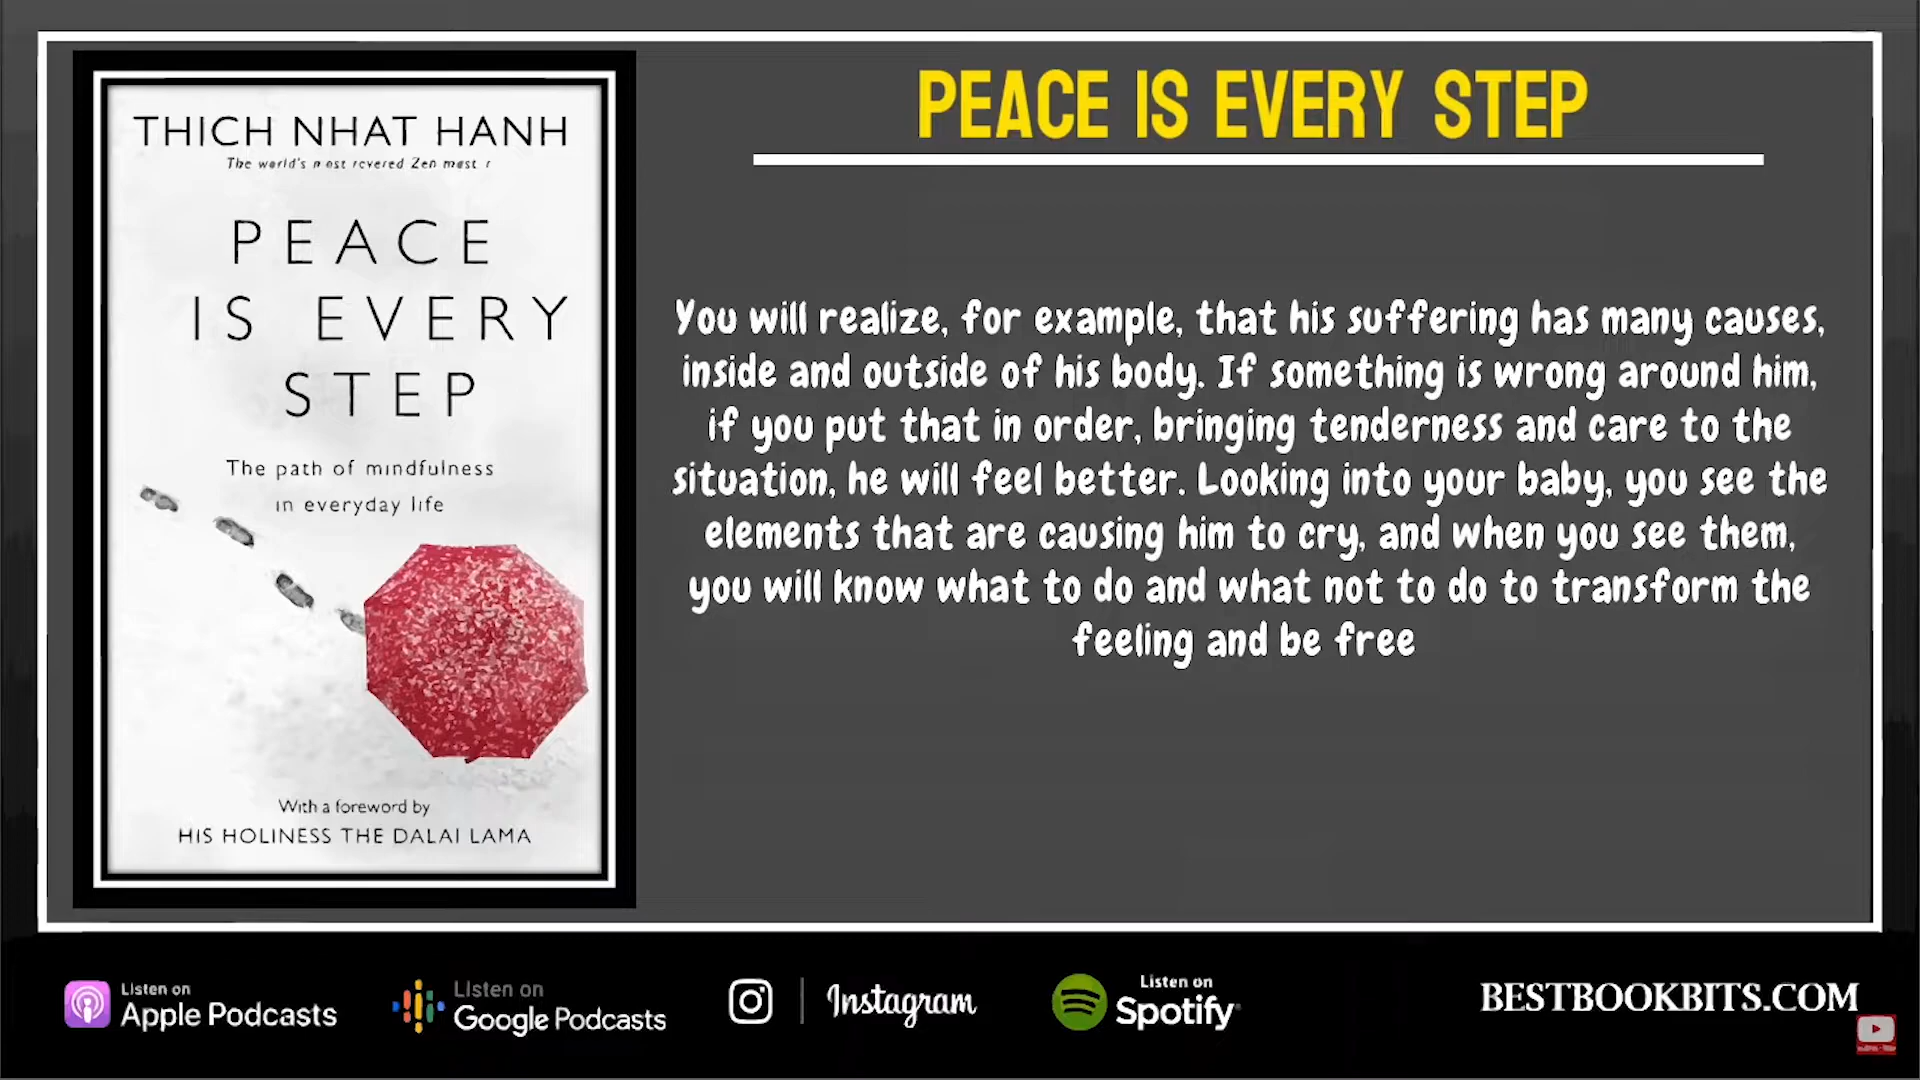 THICH NHAT HANH
The world's most revered Zen master
PEACE
IS EVERY
STEP
The path of mindfulness
in everyday life
With a foreword by
HIS HOLINESS THE DALAI LAMA
PEACE IS EVERY STEP
You will realize, for example, that his suffering has many causes,
inside and outside of his body. If something is wrong around him,
if you put that in order, bringing tenderness and care to the
situation, he will feel better. Looking into your baby, you see the
elements that are causing him to cry, and when you see them,
you will know what to do and what not to do to transform the
feeling and be free
Listen on
Apple Podcasts
Listen on
Google Podcasts
Instagram
Listen on
Spotify
BESTBOOKBITS.COM